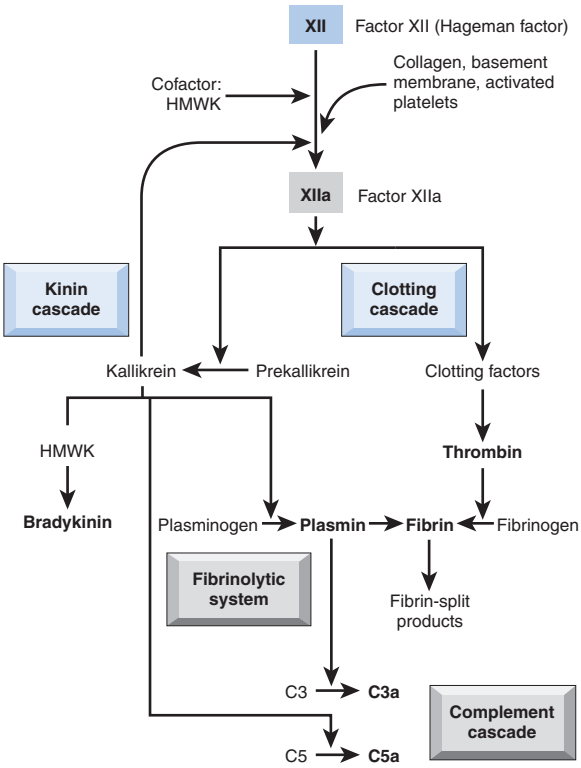 XII
Factor XII (Hageman factor)
Cofactor:
HMWK
Collagen, basement
membrane, activated
platelets
XIIa
Factor XIIa
Kinin
cascade
Clotting
cascade
Kallikrein
Prekallikrein
Clotting factors
HMWK
Thrombin
Bradykinin
Plasminogen
Plasmin
Fibrin
Fibrinogen
Fibrinolytic
system
Fibrin-split
products
C3
C3a
Complement
cascade
C5
C5a